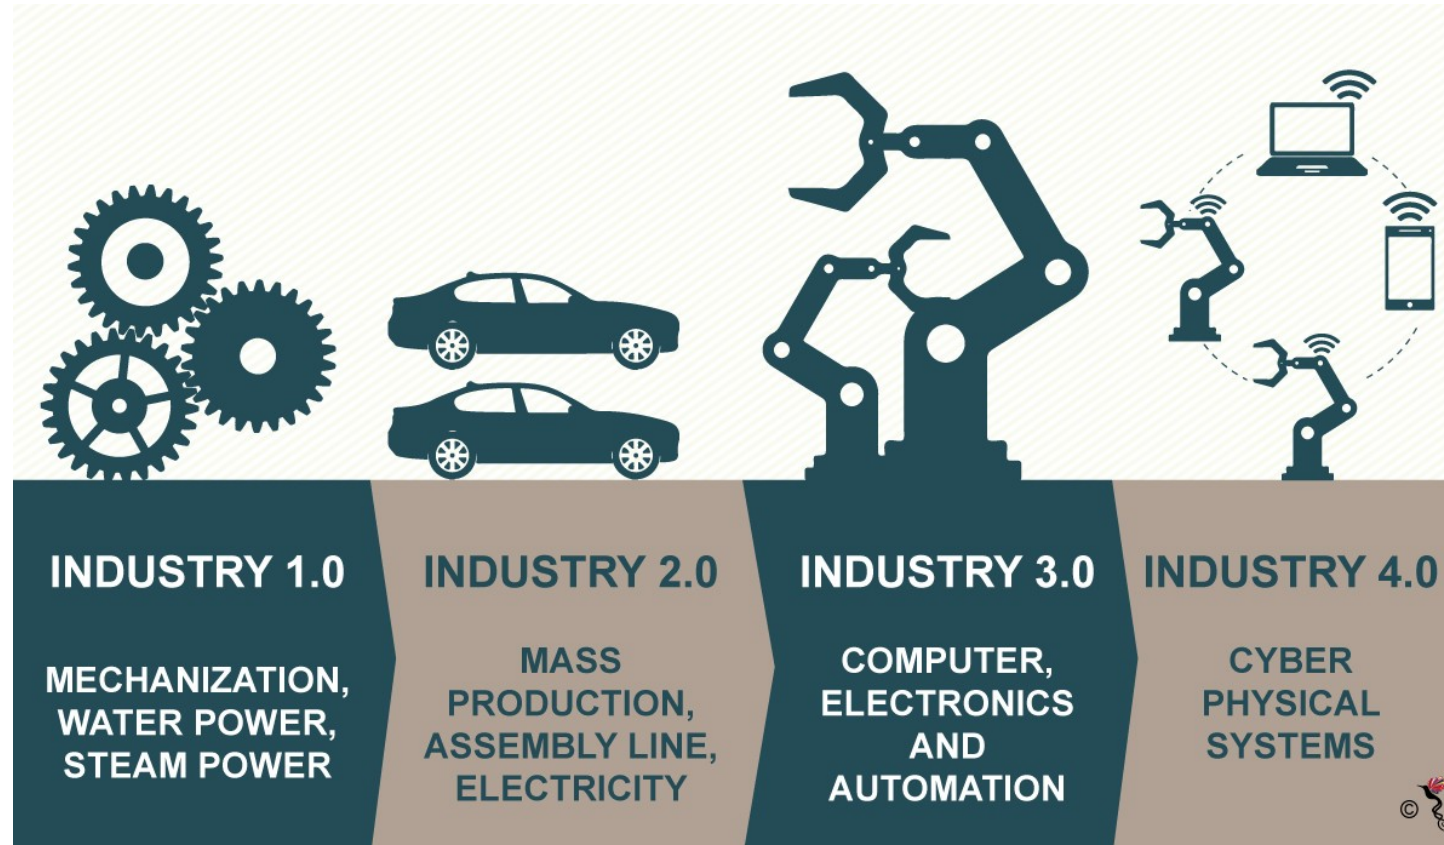 INDUSTRY 1.0
MECHANIZATION,
WATER POWER,
STEAM POWER
INDUSTRY 2.0
MASS
PRODUCTION,
ASSEMBLY LINE,
ELECTRICITY
INDUSTRY 3.0
COMPUTER,
ELECTRONICS
AND
AUTOMATION
INDUSTRY 4.0
CYBER
PHYSICAL
SYSTEMS
©